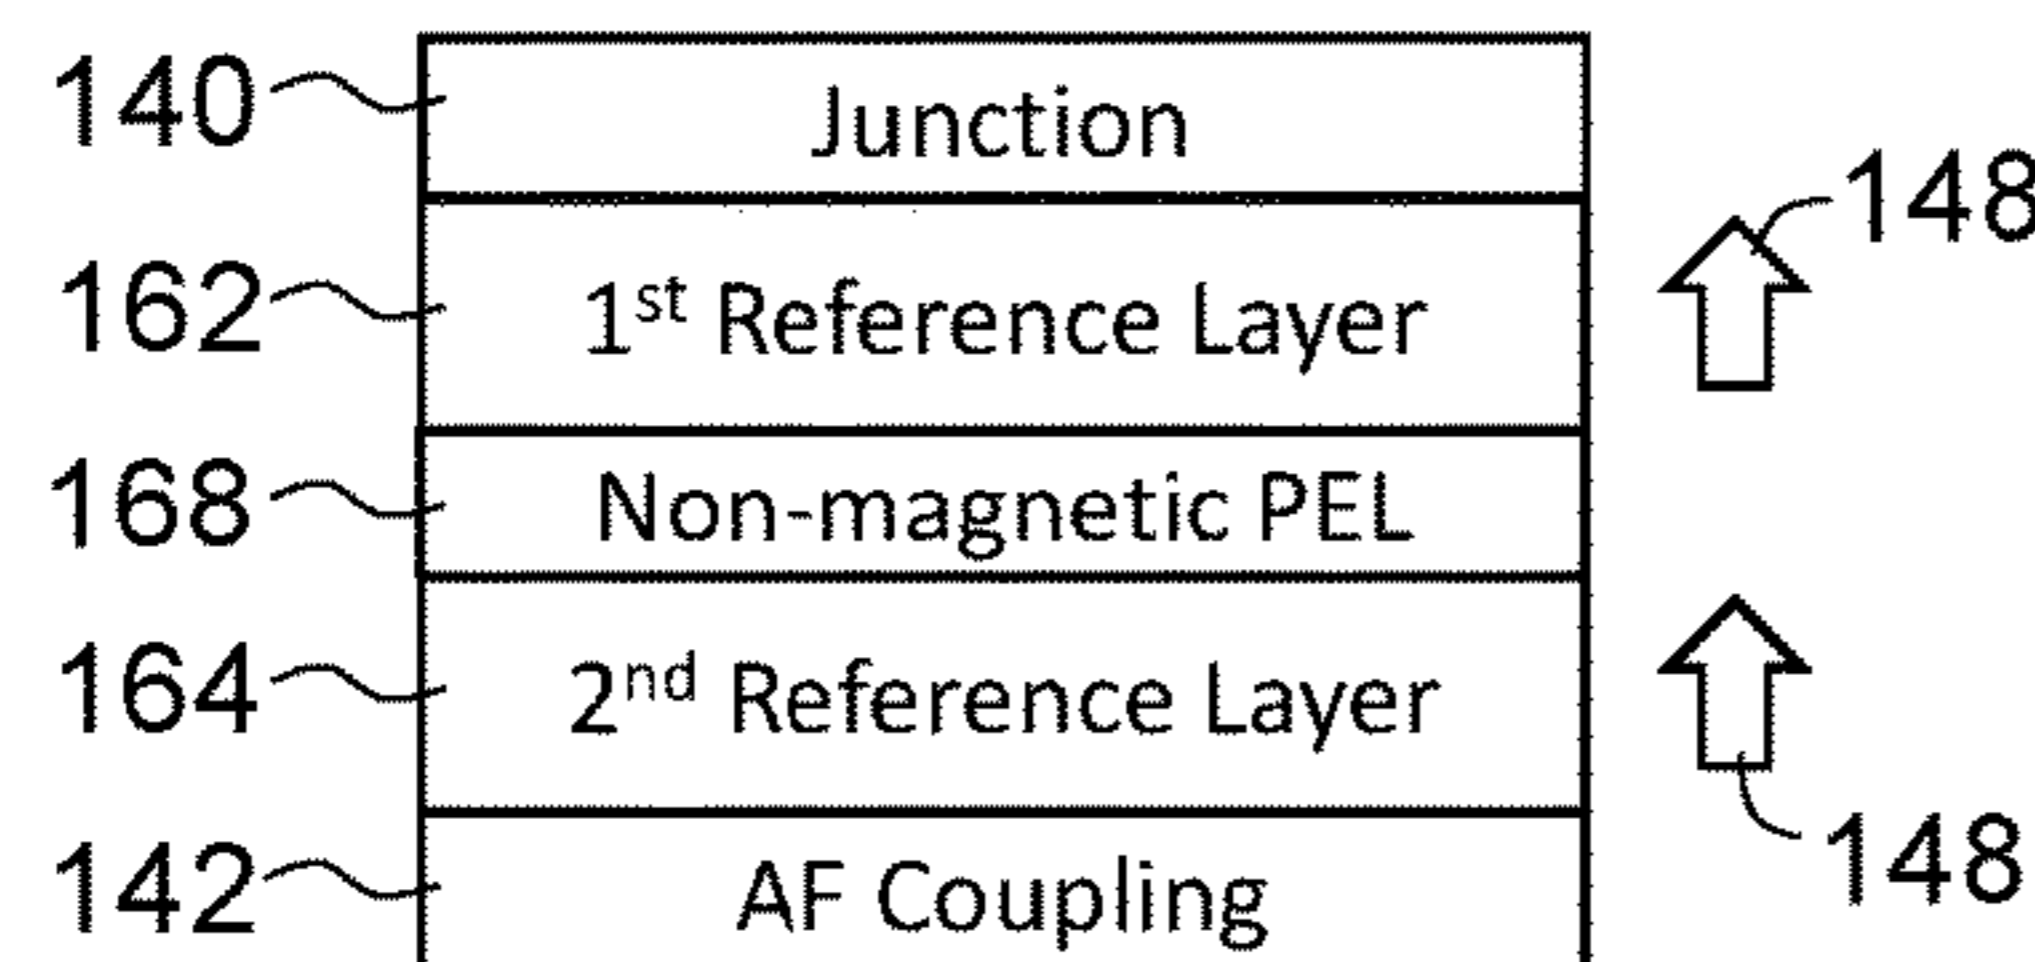 140 Junction
148
162 1st Reference Layer
168 Non-magnetic PEL
164 2nd Reference Layer
148
142 AF Coupling